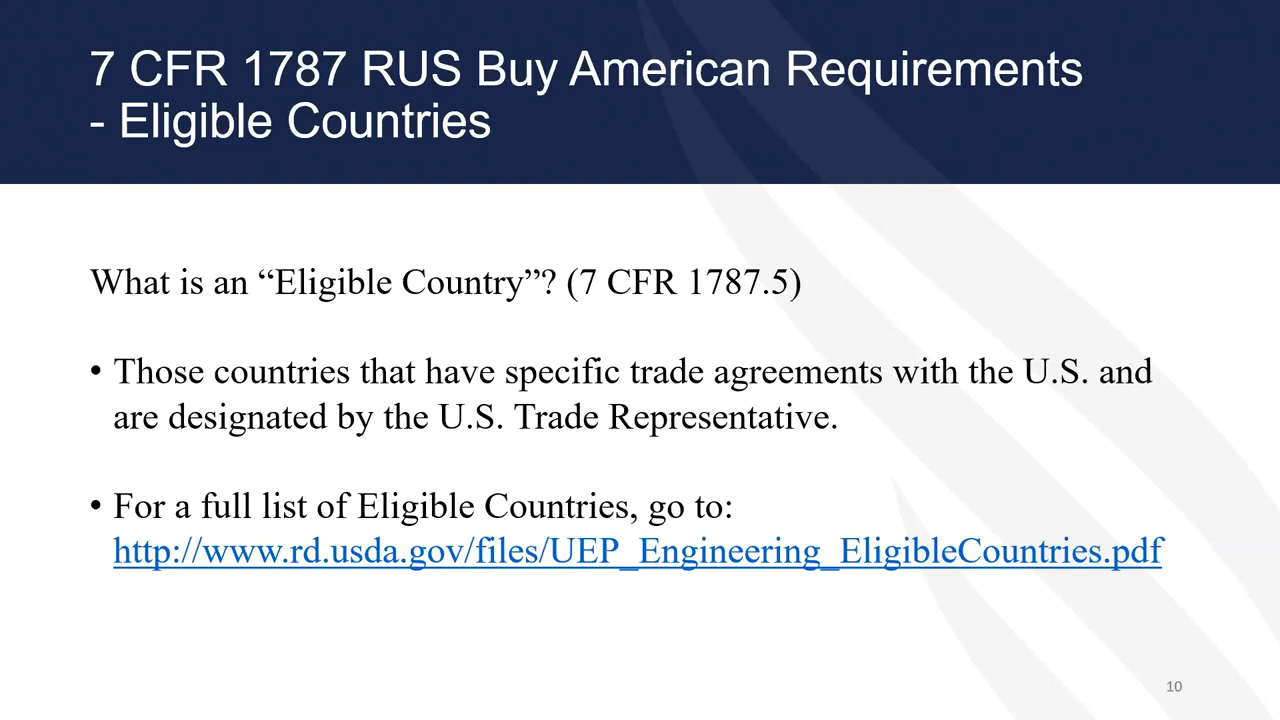 7 CFR 1787 RUS Buy American Requirements
- Eligible Countries
What is an “Eligible Country”? (7 CFR 1787.5)
• Those countries that have specific trade agreements with the U.S. and
are designated by the U.S. Trade Representative.
• For a full list of Eligible Countries, go to:
http://www.rd.usda.gov/files/UEP_Engineering_EligibleCountries.pdf
10